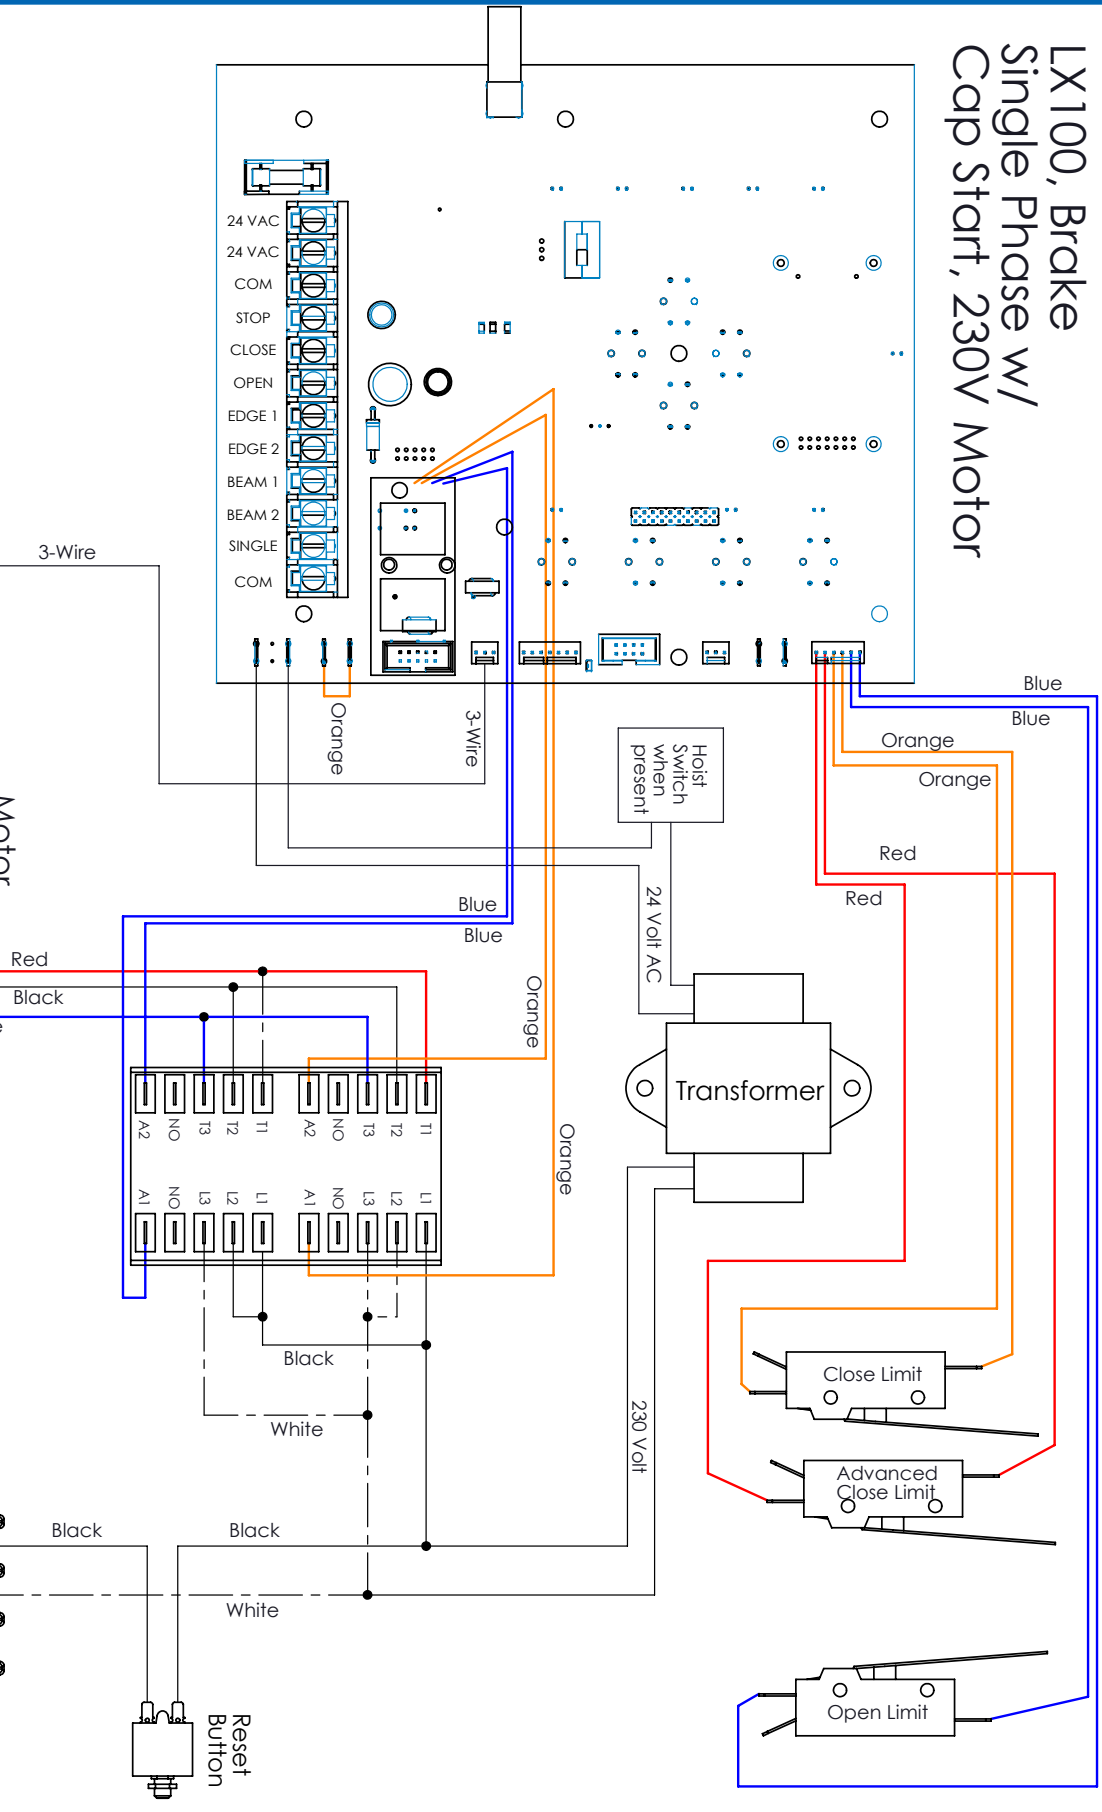 LX100, Brake
Single Phase w/
Cap Start, 230V Motor
24 VAC
24 VAC
COM
STOP
CLOSE
OPEN
EDGE 1
EDGE 2
BEAM 1
BEAM 2
SINGLE
COM
3-Wire
Orange
3-Wire
Hoist
Switch
when
present
Blue
Blue
Orange
Orange
Red
Red
Motor
24 Volt AC
Blue
Blue
Red
Black
Orange
Orange
Transformer
A2
NO
T3
T2
T1
A2
NO
T3
T2
T1
A1
NO
L3
L2
L1
A1
NO
L3
L2
L1
Black
White
230 Volt
Close Limit
Advanced
Close Limit
Black
Black
White
Open Limit
Reset
Button